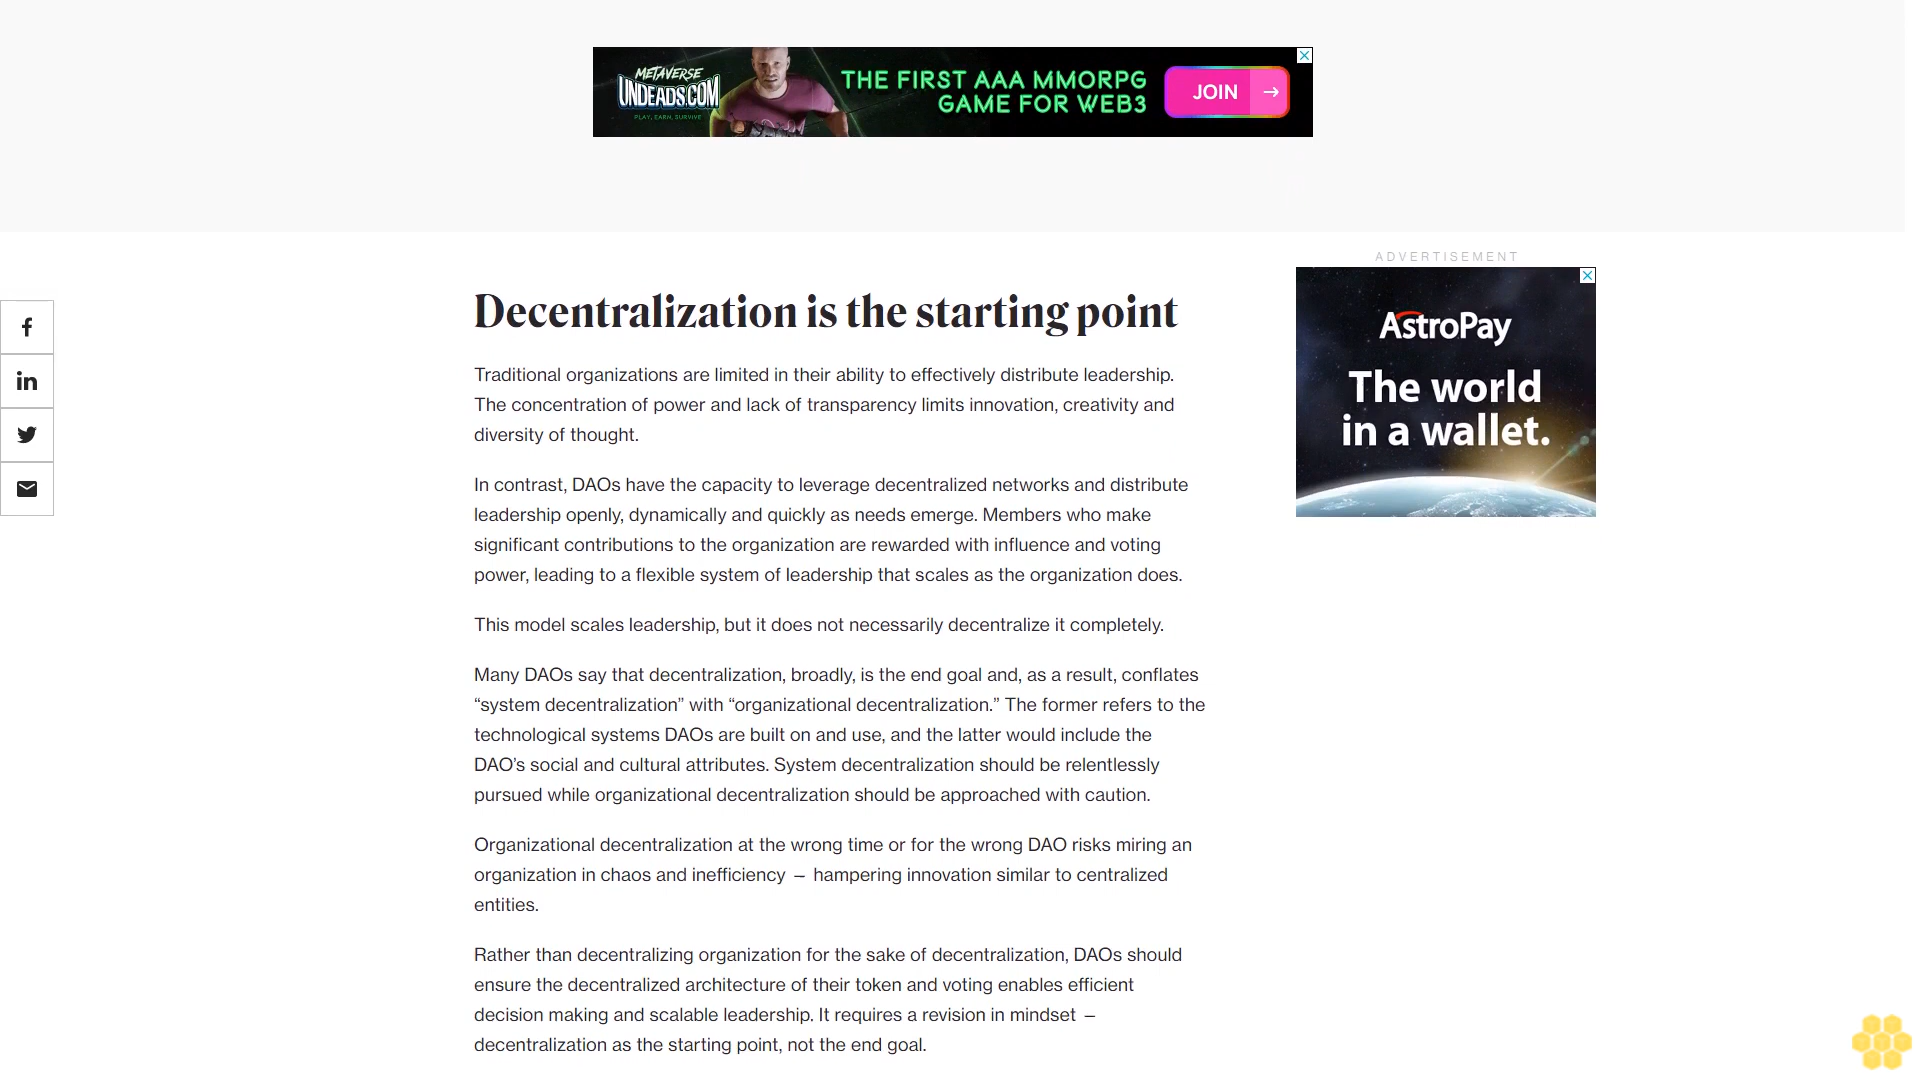 METAVERSE
UNDEADS.COM
PLAY, EARN, SURVIVE
THE FIRST AAA MMORPG
GAME FOR WEB3
JOIN →
ADVERTISEMENT
AstroPay
The world
in a wallet.
Decentralization is the starting point
Traditional organizations are limited in their ability to effectively distribute leadership.
The concentration of power and lack of transparency limits innovation, creativity and
diversity of thought.
In contrast, DAOs have the capacity to leverage decentralized networks and distribute
leadership openly, dynamically and quickly as needs emerge. Members who make
significant contributions to the organization are rewarded with influence and voting
power, leading to a flexible system of leadership that scales as the organization does.
This model scales leadership, but it does not necessarily decentralize it completely.
Many DAOs say that decentralization, broadly, is the end goal and, as a result, conflates
“system decentralization” with “organizational decentralization.” The former refers to the
technological systems DAOs are built on and use, and the latter would include the
DAO’s social and cultural attributes. System decentralization should be relentlessly
pursued while organizational decentralization should be approached with caution.
Organizational decentralization at the wrong time or for the wrong DAO risks miring an
organization in chaos and inefficiency – hampering innovation similar to centralized
entities.
Rather than decentralizing organization for the sake of decentralization, DAOs should
ensure the decentralized architecture of their token and voting enables efficient
decision making and scalable leadership. It requires a revision in mindset –
decentralization as the starting point, not the end goal.